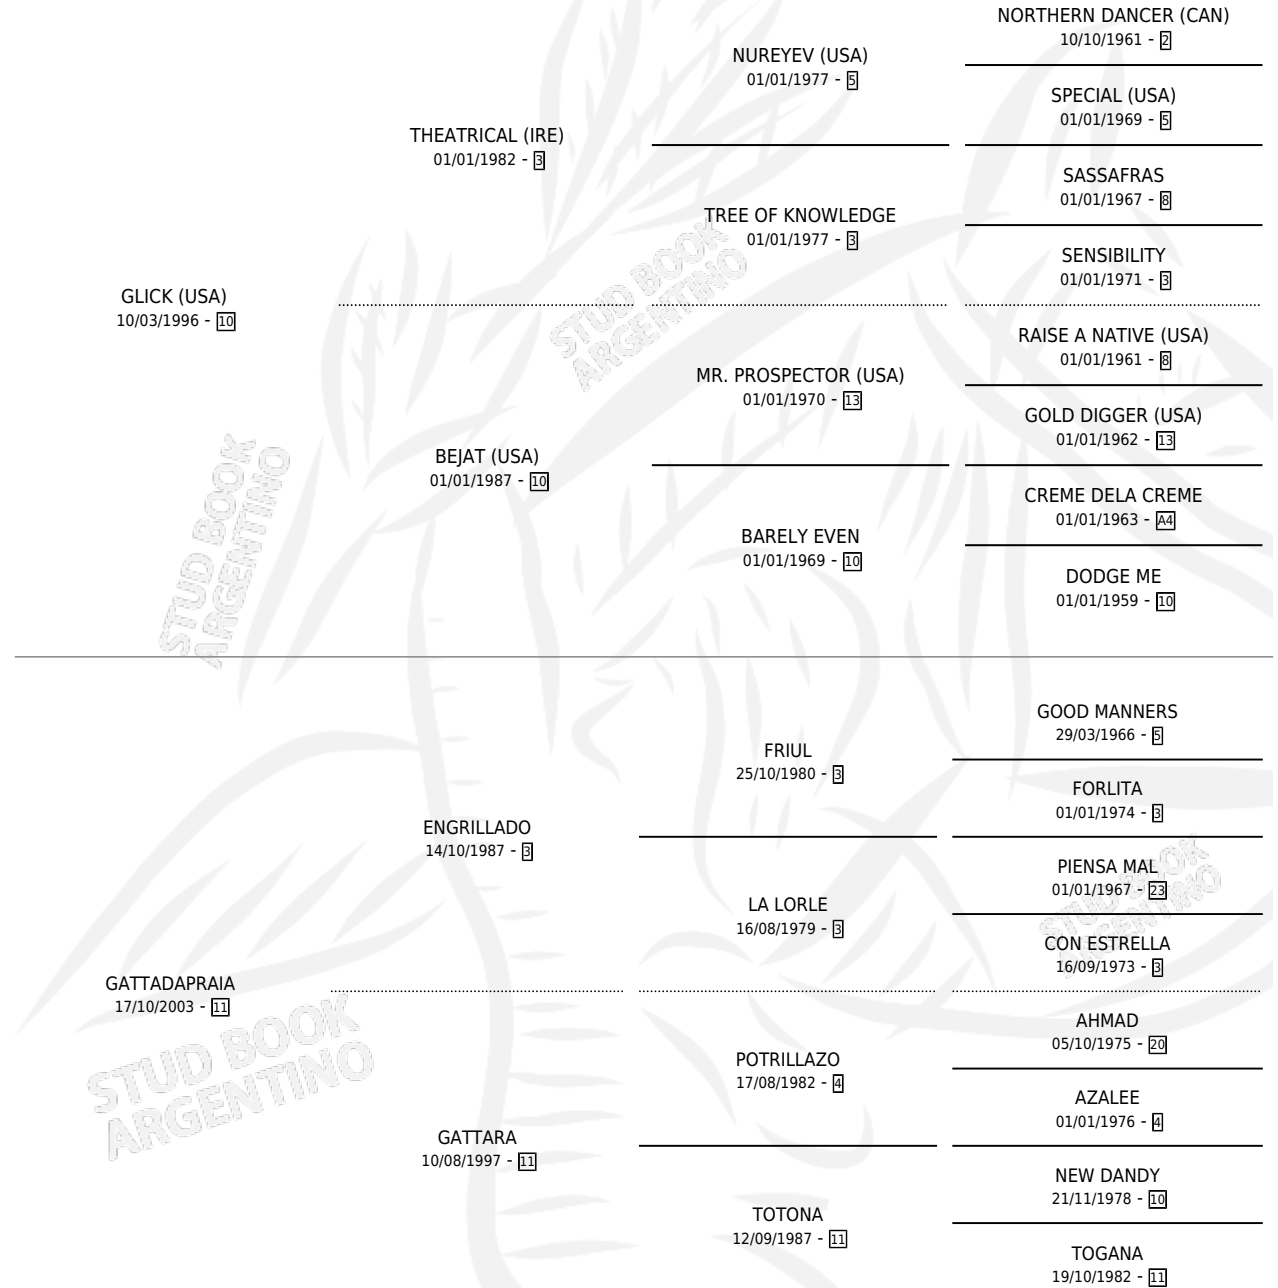 NORTHERN DANCER (CAN)
10/10/1961 - 2
NUREYEV (USA)
01/01/1977 - 5
SPECIAL (USA)
01/01/1969 - 5
THEATRICAL (IRE)
01/01/1982 - 3
SASSAFRAS
01/01/1967 - 8
TREE OF KNOWLEDGE
01/01/1977 - 3
SENSIBILITY
01/01/1971 - 3
GLICK (USA)
10/03/1996 - 10
RAISE A NATIVE (USA)
01/01/1961 - 8
MR. PROSPECTOR (USA)
01/01/1970 - 13
GOLD DIGGER (USA)
01/01/1962 - 13
BEJAT (USA)
01/01/1987 - 10
CREME DELA CREME
01/01/1963 - A4
BARELY EVEN
01/01/1969 - 10
DODGE ME
01/01/1959 - 10
GOOD MANNERS
29/03/1966 - 5
FRIUL
25/10/1980 - 3
FORLITA
01/01/1974 - 3
ENGRILLADO
14/10/1987 - 3
PIENSA MAL
01/01/1967 - 23
LA LORLE
16/08/1979 - 3
CON ESTRELLA
16/09/1973 - 3
GATTADAPRAIA
17/10/2003 - 11
AHMAD
05/10/1975 - 20
POTRILLAZO
17/08/1982 - 4
AZALEE
01/01/1976 - 4
GATTARA
10/08/1997 - 11
NEW DANDY
21/11/1978 - 10
TOTONA
12/09/1987 - 11
TOGANA
19/10/1982 - 11
STUD BOOK
ARGENTINO
STUD BOOK
ARGENTINO
STUD BOOK
ARGENTINO
STUD BOOK
ARGENTINO